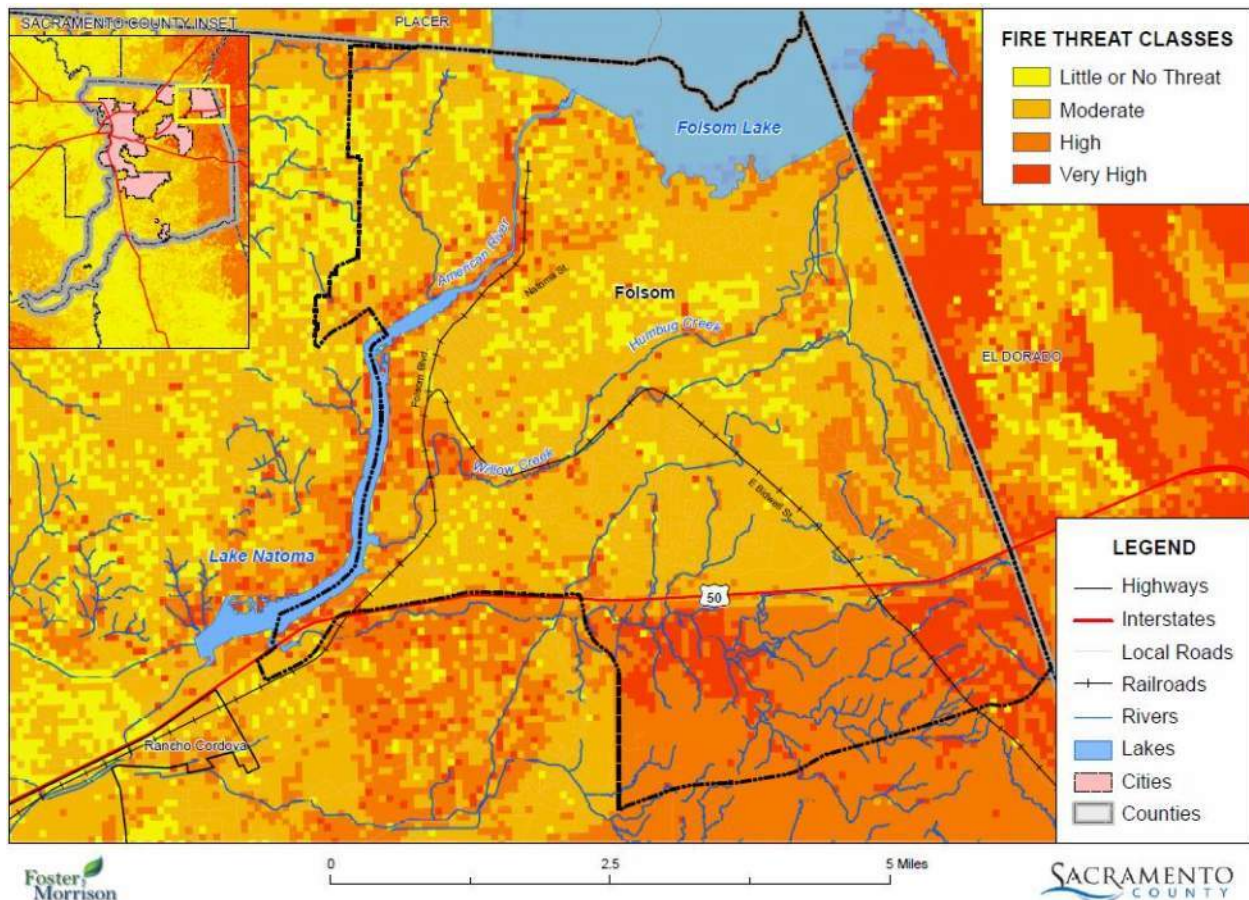 SACRAMENTO COUNTY INSET
PLACER
FIRE THREAT CLASSES
Little or No Threat
Moderate
High
Very High
Folsom Lake
American River
Natoma St.
Folsom
Humbug Creek
Folsom Blvd
EL DORADO
Willow Creek
E Bidwell St.
Lake Natoma
50
Rancho Cordova
LEGEND
Highways
Interstates
Local Roads
Railroads
Rivers
Lakes
Cities
Counties
Foster
Morrison
0
2.5
5 Miles
SACRAMENTO
COUNTY